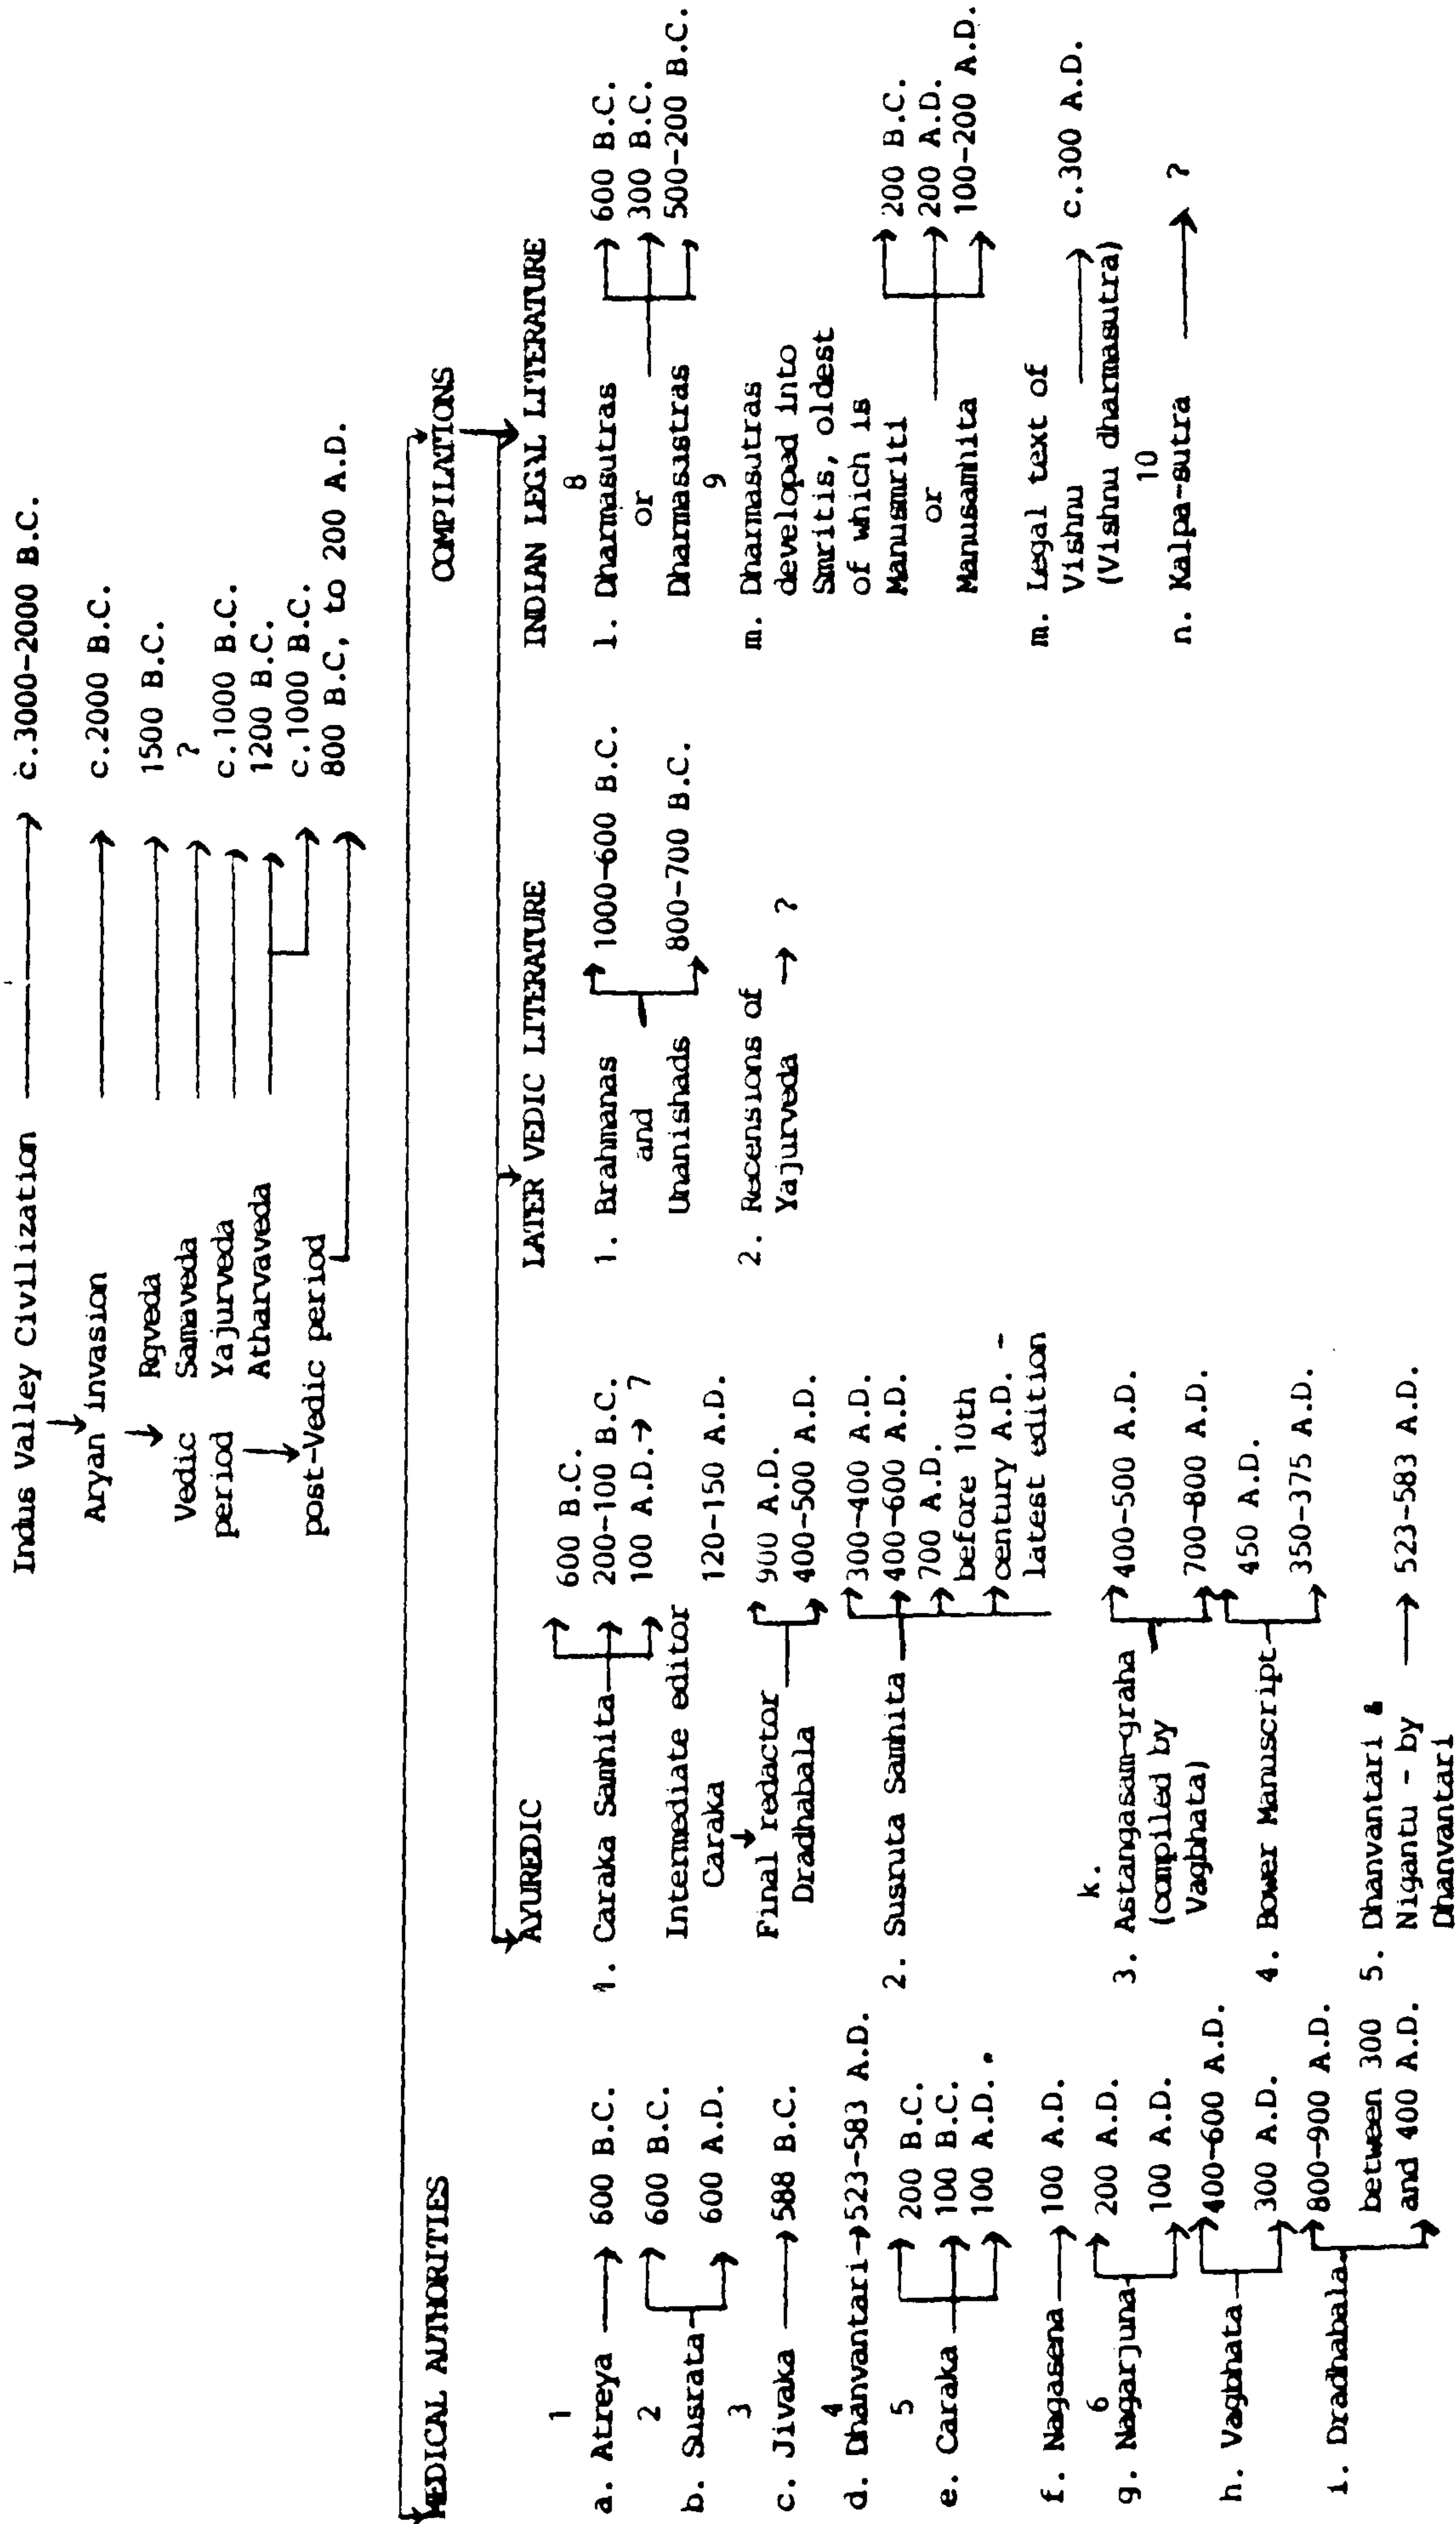 Indus Valley Civilization → c.3000-2000 B.C.
Aryan invasion → c.2000 B.C.
Vedic period
Rgveda → 1500 B.C.
Samaveda → ?
Yajurveda → c.1000 B.C.
Atharvaveda → 1200 B.C.
c.1000 B.C.
post-Vedic period → 800 B.C, to 200 A.D.
MEDICAL AUTHORITIES
1
a. Atreya → 600 B.C.
2
b. Susrata
600 B.C.
600 A.D.
3
c. Jivaka → 588 B.C.
4
d. Dhanvantari → 523-583 A.D.
5
e. Caraka
200 B.C.
100 B.C.
100 A.D.
f. Nagasena → 100 A.D.
6
g. Nagarjuna
200 A.D.
100 A.D.
h. Vagbhata
400-600 A.D.
300 A.D.
i. Dradhabala
800-900 A.D.
between 300
and 400 A.D.
COMPILATIONS
AYUREDIC
1. Caraka Samhita
600 B.C.
200-100 B.C.
100 A.D. → 7
Intermediate editor
Caraka
120-150 A.D.
Final redactor
Dradhabala
900 A.D.
400-500 A.D.
2. Susruta Samhita
300-400 A.D.
400-600 A.D.
700 A.D.
before 10th
century A.D. -
latest edition
k.
3. Astangasam-graha
(compiled by
Vagbhata)
400-500 A.D.
700-800 A.D.
4. Bower Manuscript
450 A.D.
350-375 A.D.
5. Dhanvantari &
Nigantu - by → 523-583 A.D.
Dhanvantari
LATER VEDIC LITERATURE
1. Brahmanas
and
Unanishads
1000-600 B.C.
800-700 B.C.
2. Recensions of
Yajurveda → ?
INDIAN LEGAL LITERATURE
8
l. Dharmasutras
or
Dharmasastras
600 B.C.
300 B.C.
500-200 B.C.
9
m. Dharmasutras
developed into
Smritis, oldest
of which is
Manusmriti
or
Manusamhita
200 B.C.
200 A.D.
100-200 A.D.
m. Legal text of
Vishnu → c.300 A.D.
(Vishnu dharmasutra)
10
n. Kalpa-sutra → ?